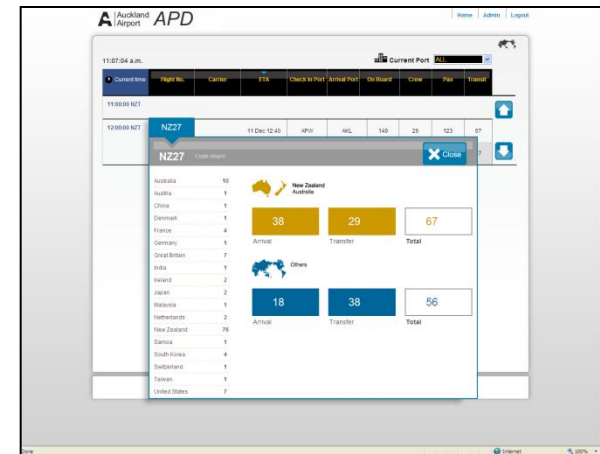 Auckland Airport APD
Home Admin Logout
11:07:04 a.m. Current Port ALL
Current time Flight No. Carrier ETA Check In Port Arrival Port On Board Crew Pax Transit
11:00:00 NZT
12:00:00 NZT NZ27 11 Dec 12:40 APW AKL 149 26 123 67
NZ27 Code share Close
Australia 10
Austria 1
China 1
Denmark 1
France 4
Germany 1
Great Britain 7
India 1
Ireland 2
Japan 2
Malaysia 1
Netherlands 2
New Zealand 76
Samoa 1
South Korea 4
Switzerland 1
Taiwan 1
United States 7
New Zealand
Australia
38 29 67
Arrival Transfer Total
Others
18 38 56
Arrival Transfer Total
Done Internet 100%